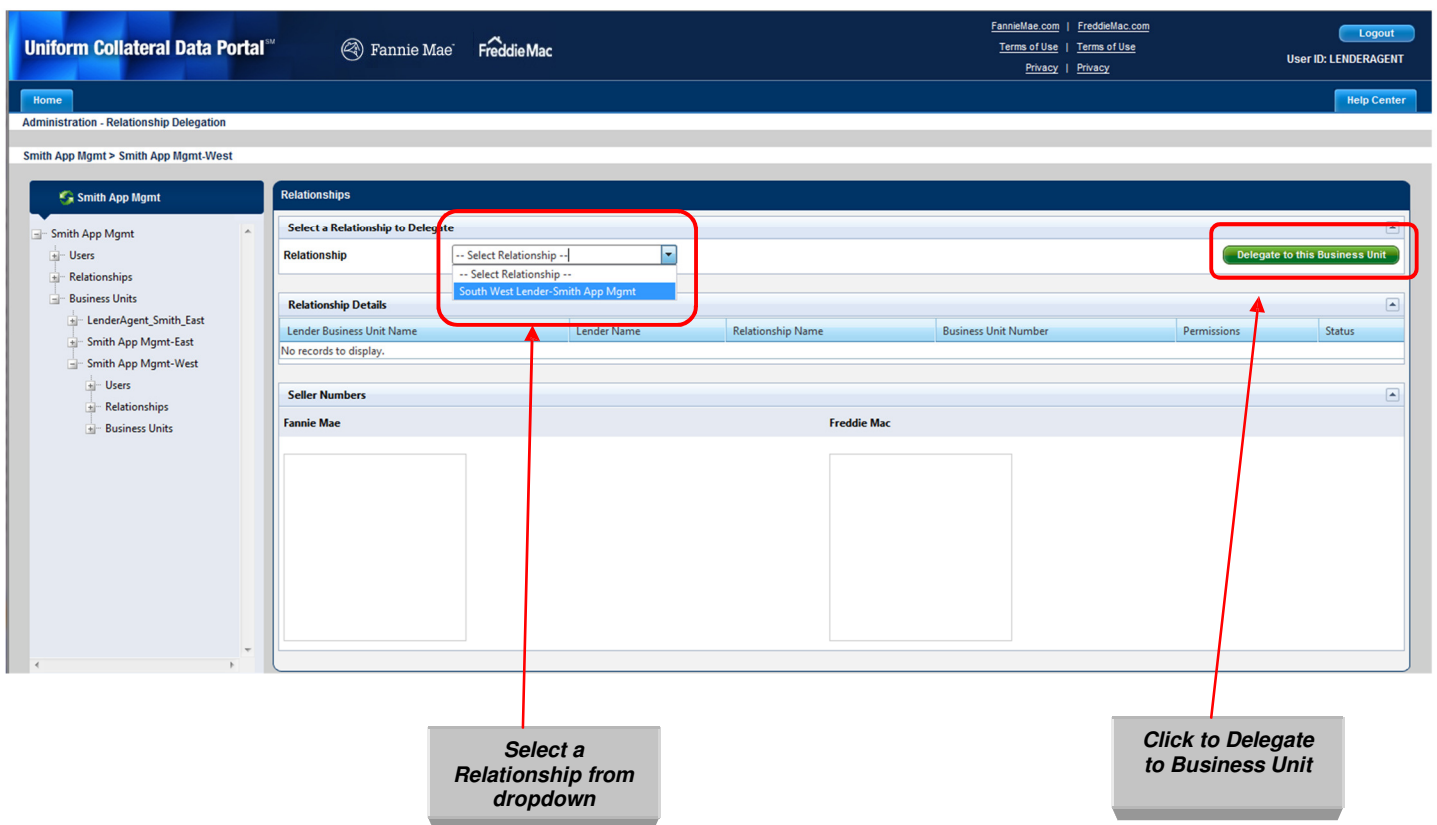 Uniform Collateral Data Portal℠
Fannie Mae
Freddie Mac
FannieMae.com | FreddieMac.com
Terms of Use | Terms of Use
Privacy | Privacy
Logout
User ID: LENDERAGENT
Home
Help Center
Administration - Relationship Delegation
Smith App Mgmt > Smith App Mgmt-West
Smith App Mgmt
Smith App Mgmt
Users
Relationships
Business Units
LenderAgent_Smith_East
Smith App Mgmt-East
Smith App Mgmt-West
Users
Relationships
Business Units
Relationships
Select a Relationship to Delegate
Relationship
-- Select Relationship --
-- Select Relationship --
South West Lender-Smith App Mgmt
Delegate to this Business Unit
Relationship Details
Lender Business Unit Name Lender Name Relationship Name Business Unit Number Permissions Status
No records to display.
Seller Numbers
Fannie Mae Freddie Mac
Select a
Relationship from
dropdown
Click to Delegate
to Business Unit